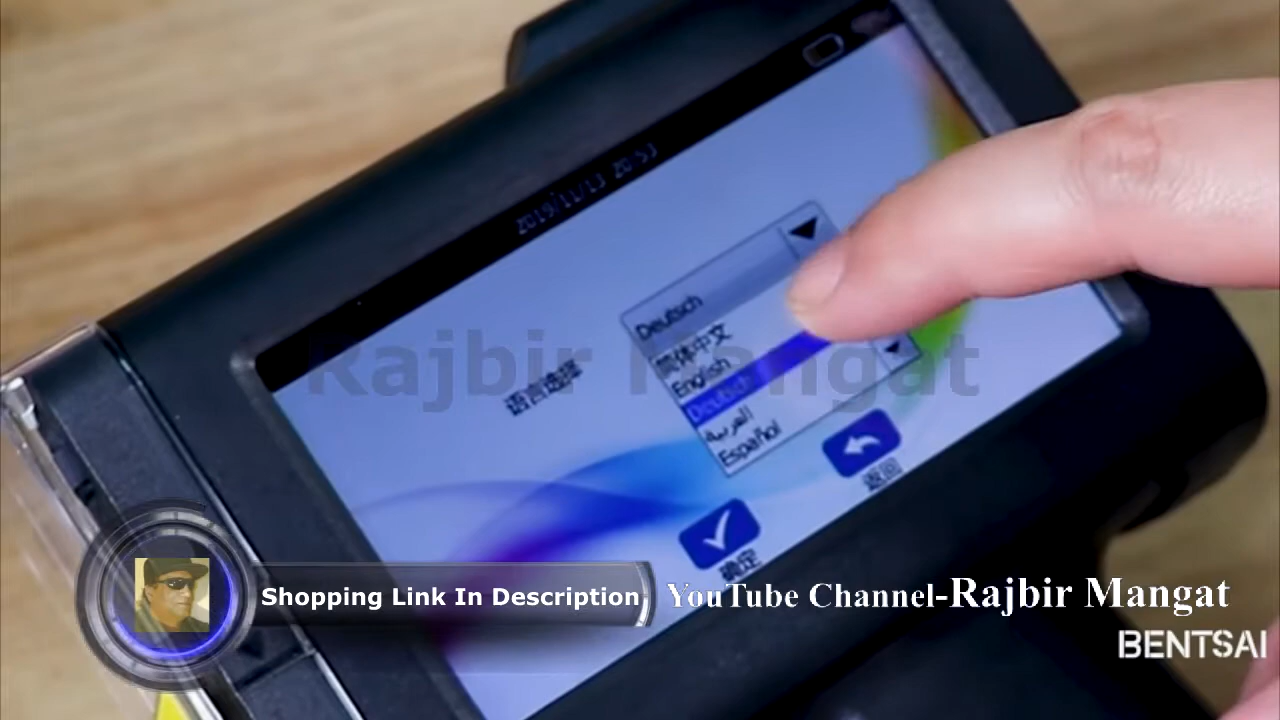 2019/11/13 20:53
Deutsch
简体中文
English
Deutsch
العربية
Español
语言选择
返回
确定
Rajbir Mangat
Shopping Link In Description
YouTube Channel-Rajbir Mangat
BENTSAI